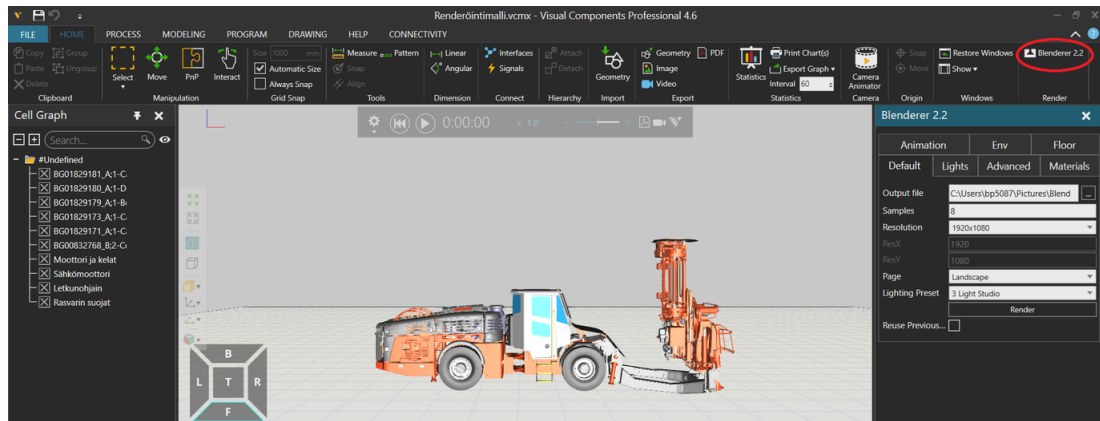 Renderöintimalli.vcmx - Visual Components Professional 4.6
FILE HOME PROCESS MODELING PROGRAM DRAWING HELP CONNECTIVITY
Copy Group
Paste Ungroup
Delete
Clipboard
Select Move PnP Interact
Manipulation
Size 1000 mm
Automatic Size
Always Snap
Grid Snap
Measure Pattern
Snap
Align
Tools
Linear
Angular
Dimension
Interfaces
Signals
Connect
Attach
Detach
Hierarchy
Geometry
Import
Geometry PDF
Image
Video
Export
Statistics
Print Chart(s)
Export Graph
Interval 60 s
Statistics
Camera
Animator
Camera
Snap
Move
Origin
Restore Windows
Show
Windows
Blenderer 2.2
Render
Cell Graph
Search...
#Undefined
BG01829181_A;1-C
BG01829180_A;1-D
BG01829179_A;1-B
BG01829173_A;1-C
BG01829171_A;1-C
BG00832768_B;2-C
Moottori ja kelat
Sähkömoottori
Letkunohjain
Rasvarin suojat
0:00:00 x 1.0
B
L T R
F
Blenderer 2.2
Animation Env Floor
Default Lights Advanced Materials
Output file C:\Users\bp5087\Pictures\Blend ...
Samples 8
Resolution 1920x1080
ResX 1920
ResY 1080
Page Landscape
Lighting Preset 3 Light Studio
Render
Reuse Previous...